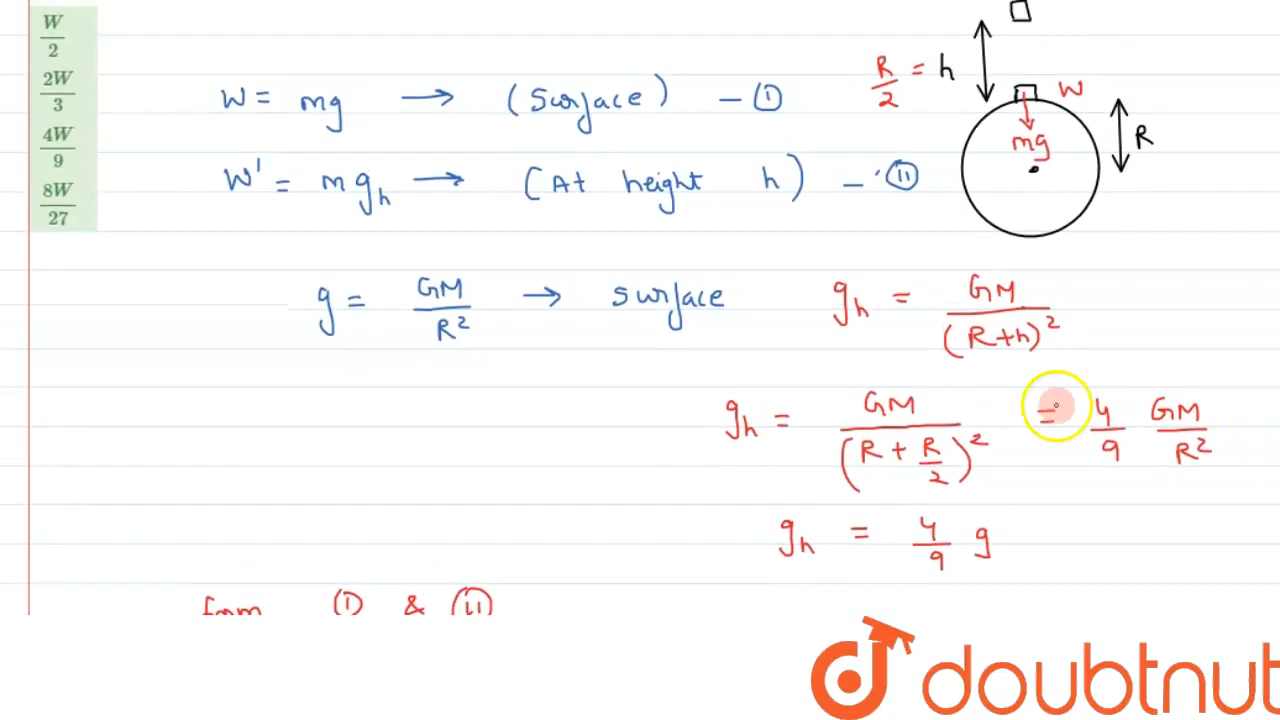 W/2
2W/3
4W/9
8W/27
W = mg → (Surface) – (I)
W' = mg_h → (At height h) – (II)
R/2 = h
W
mg
R
g = GM/R² → surface
g_h = GM/(R+h)²
g_h = GM/(R + R/2)² = 4/9 GM/R²
g_h = 4/9 g
from (I) & (II)
doubtnut